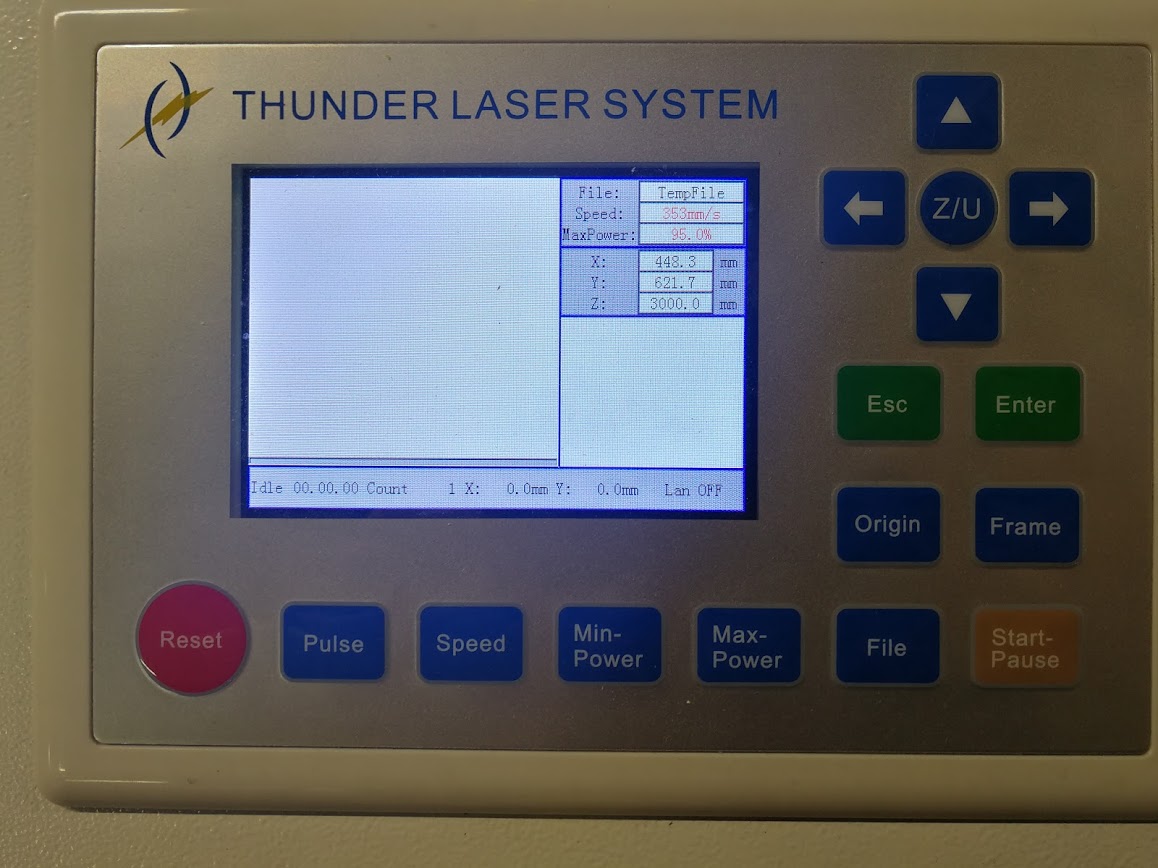 THUNDER LASER SYSTEM
File: TempFile
Speed: 353mm/s
MaxPower: 95.0%
X: 448.3 mm
Y: 621.7 mm
Z: 3000.0 mm
Idle 00.00.00 Count 1 X: 0.0mm Y: 0.0mm Lan OFF
Z/U
Esc Enter
Origin Frame
Reset
Pulse
Speed
Min-
Power
Max-
Power
File
Start-
Pause